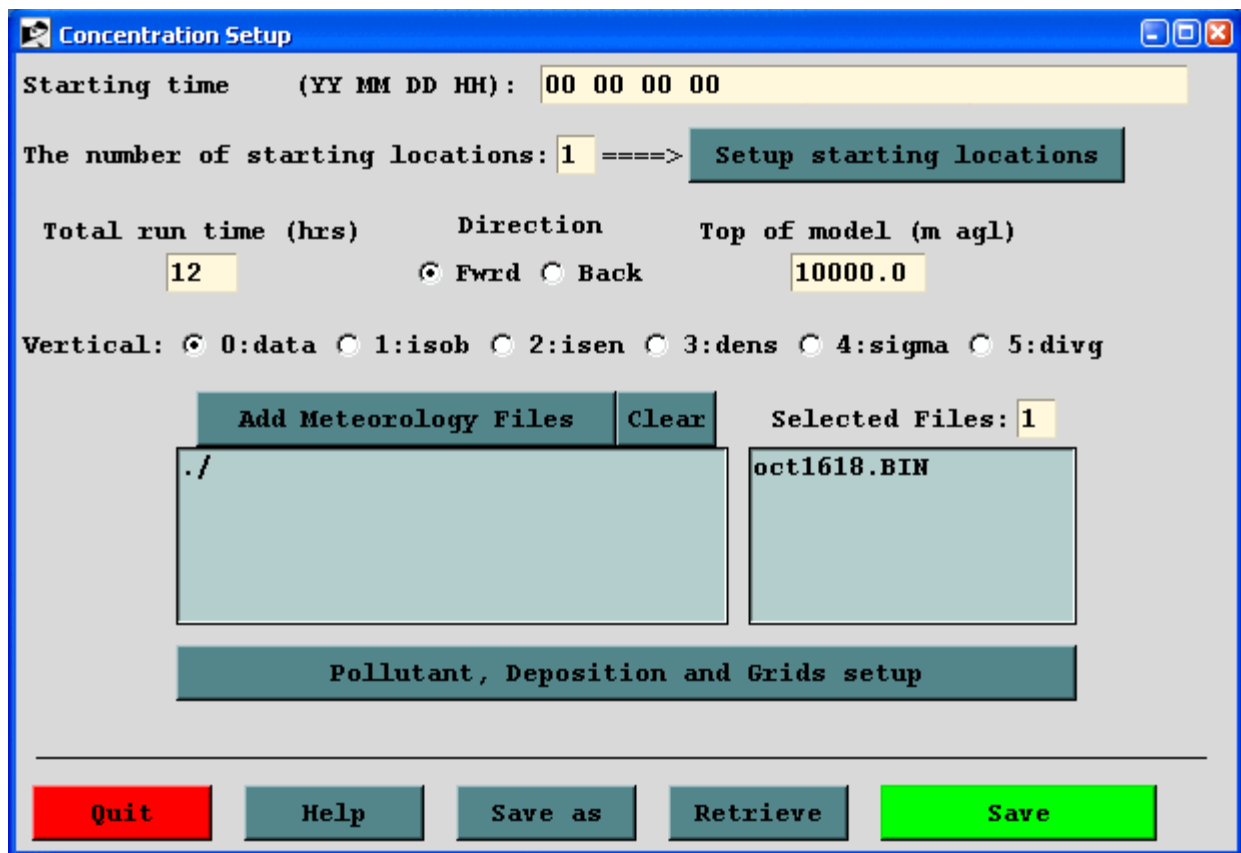 Concentration Setup
Starting time (YY MM DD HH): 00 00 00 00
The number of starting locations: 1 ====> Setup starting locations
Total run time (hrs) Direction Top of model (m agl)
12 Fwrd Back 10000.0
Vertical: 0:data 1:isob 2:isen 3:dens 4:sigma 5:divg
Add Meteorology Files Clear Selected Files: 1
./ oct1618.BIN
Pollutant, Deposition and Grids setup
Quit Help Save as Retrieve Save